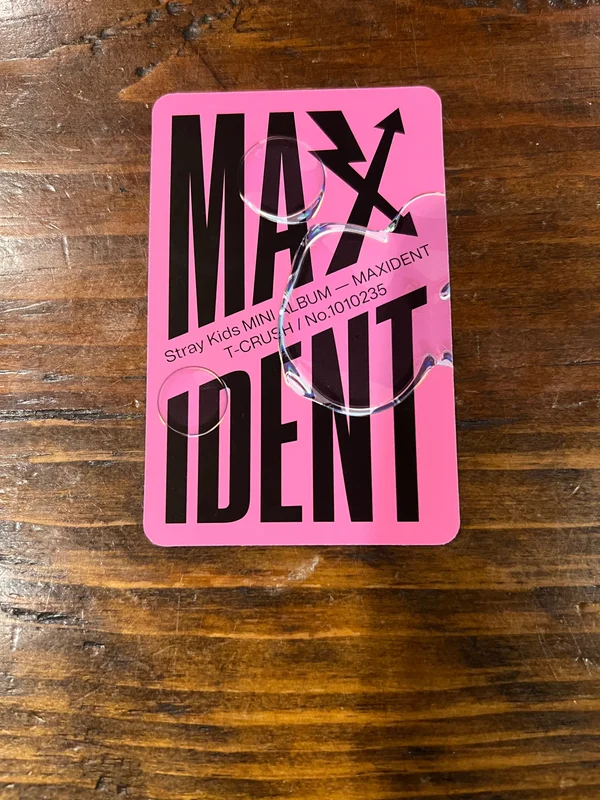 MAX
Stray Kids MINI ALBUM — MAXIDENT
T-CRUSH / No.1010235
IDENT